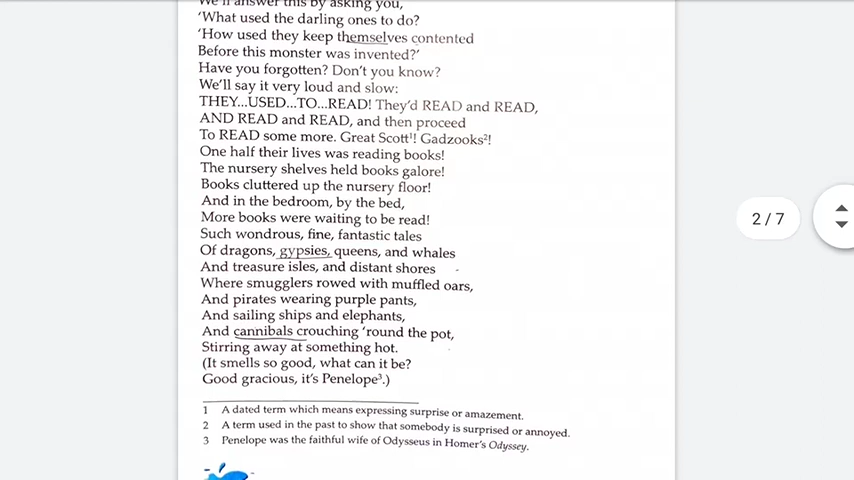 We'll answer this by asking you,
'What used the darling ones to do?
'How used they keep themselves contented
Before this monster was invented?'
Have you forgotten? Don't you know?
We'll say it very loud and slow:
THEY...USED...TO...READ! They'd READ and READ,
AND READ and READ, and then proceed
To READ some more. Great Scott¹! Gadzooks²!
One half their lives was reading books!
The nursery shelves held books galore!
Books cluttered up the nursery floor!
And in the bedroom, by the bed,
More books were waiting to be read!
Such wondrous, fine, fantastic tales
Of dragons, gypsies, queens, and whales
And treasure isles, and distant shores
Where smugglers rowed with muffled oars,
And pirates wearing purple pants,
And sailing ships and elephants,
And cannibals crouching 'round the pot,
Stirring away at something hot.
(It smells so good, what can it be?
Good gracious, it's Penelope³.)
1 A dated term which means expressing surprise or amazement.
2 A term used in the past to show that somebody is surprised or annoyed.
3 Penelope was the faithful wife of Odysseus in Homer's Odyssey.
2 / 7